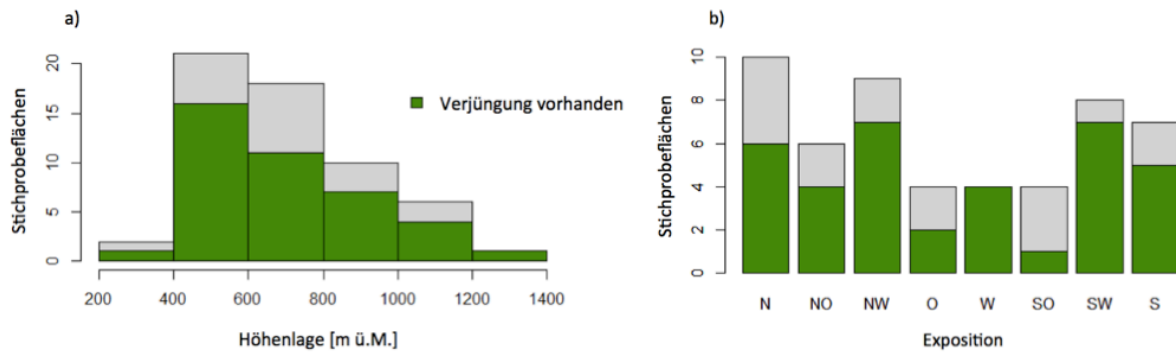 a)
20
15
10
5
0
Stichprobeflächen
Verjüngung vorhanden
200 400 600 800 1000 1200 1400
Höhenlage [m ü.M.]
b)
10
8
6
4
2
0
Stichprobeflächen
N NO NW O W SO SW S
Exposition